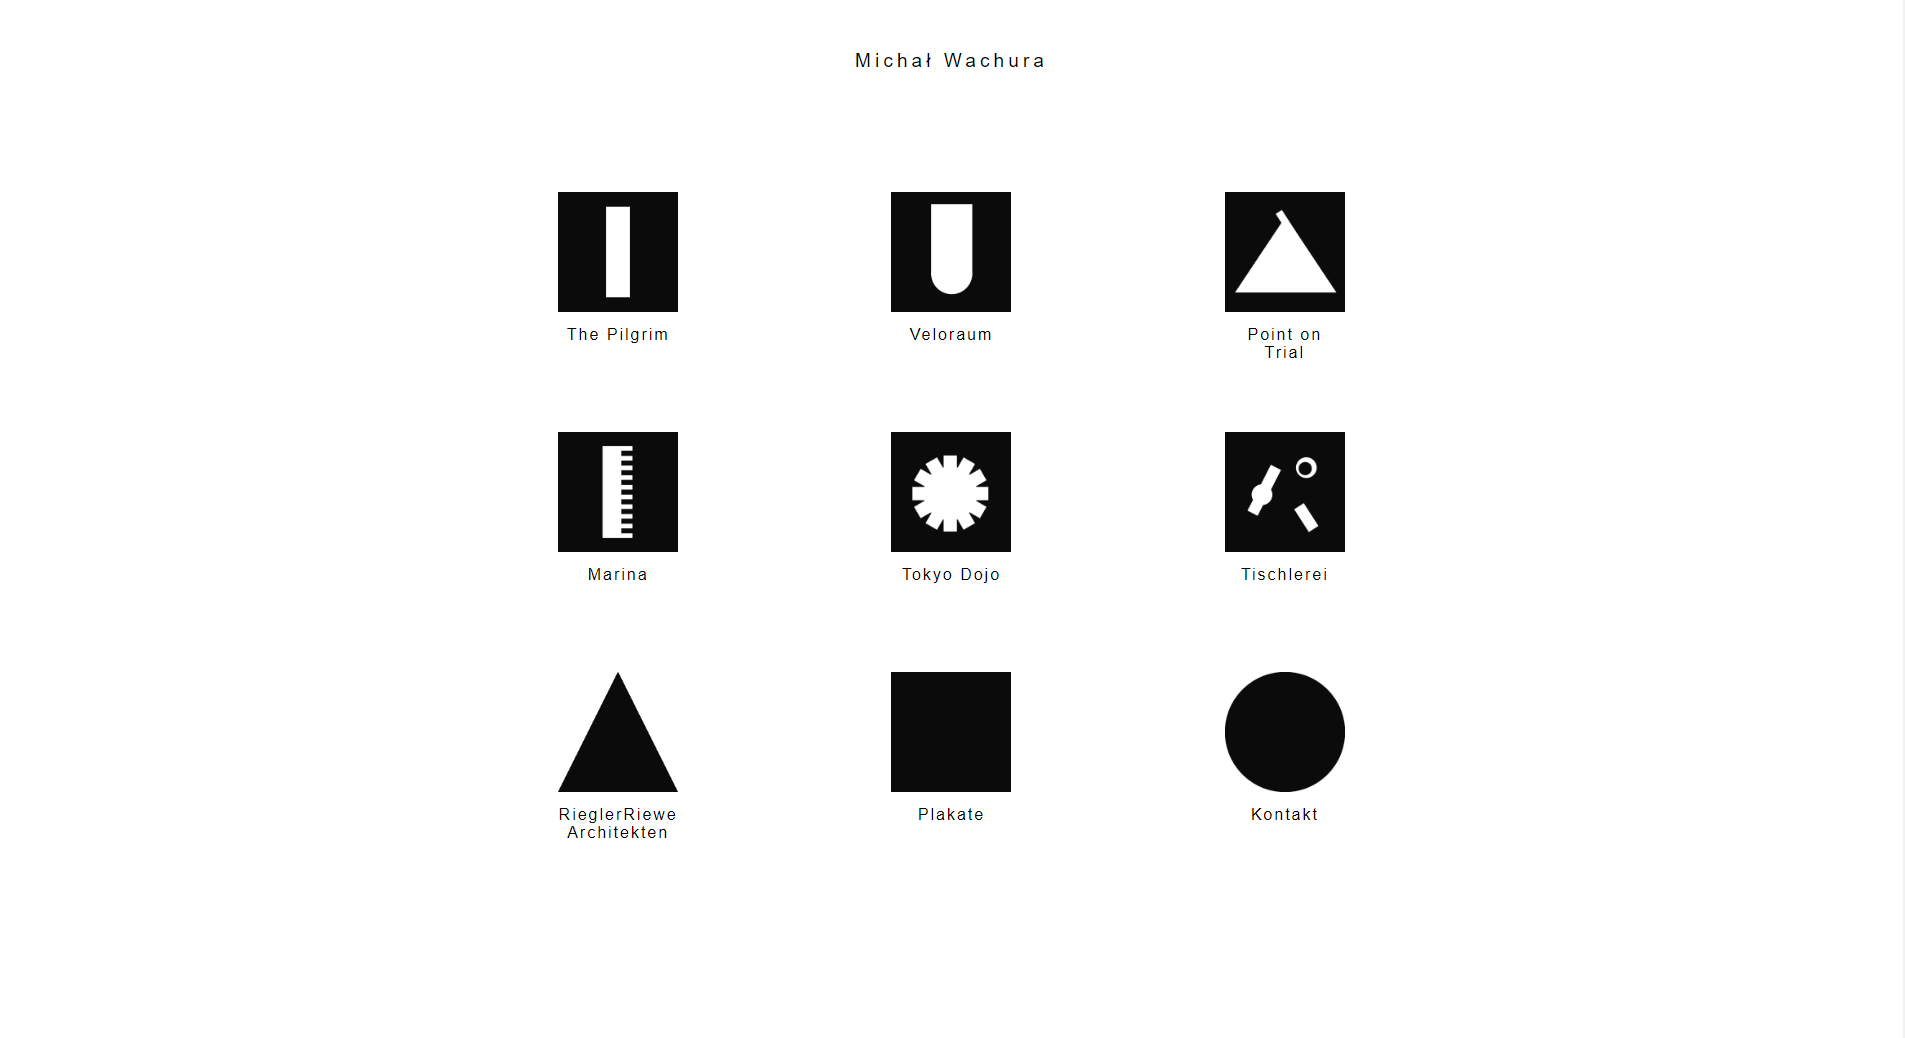 Michał Wachura
The Pilgrim
Veloraum
Point on
Trial
Marina
Tokyo Dojo
Tischlerei
RieglerRiewe
Architekten
Plakate
Kontakt